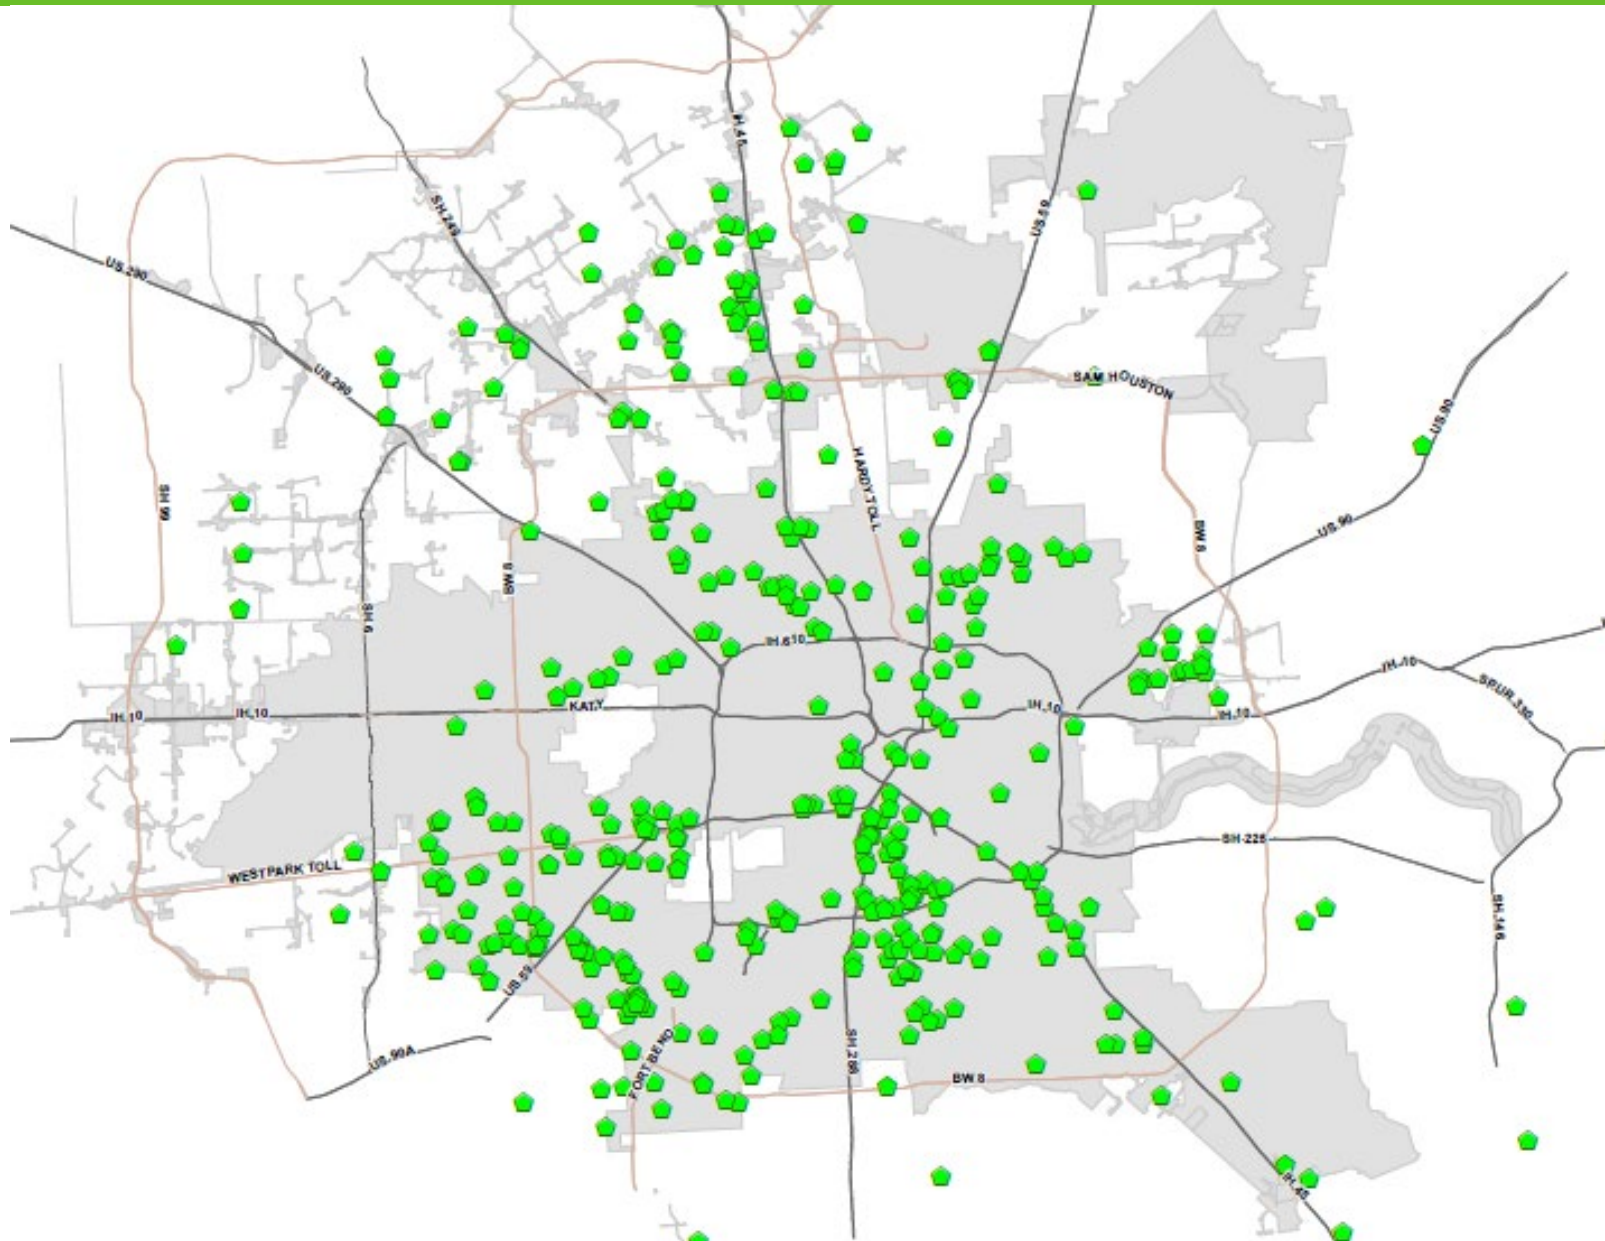 IH.45
SH.249
US.59
US.290
US.290
SAM HOUSTON
US.90
HARDY TOLL
SH 99
US.90
BW 8
BW 8
SH.6
IH.610
IH.10
SPUR.330
KATY
IH.10
IH.10
IH.10
IH.10
SH-225
WESTPARK TOLL
SH.146
US.59
FORT BEND
SH.288
US.90A
BW 8
IH.45